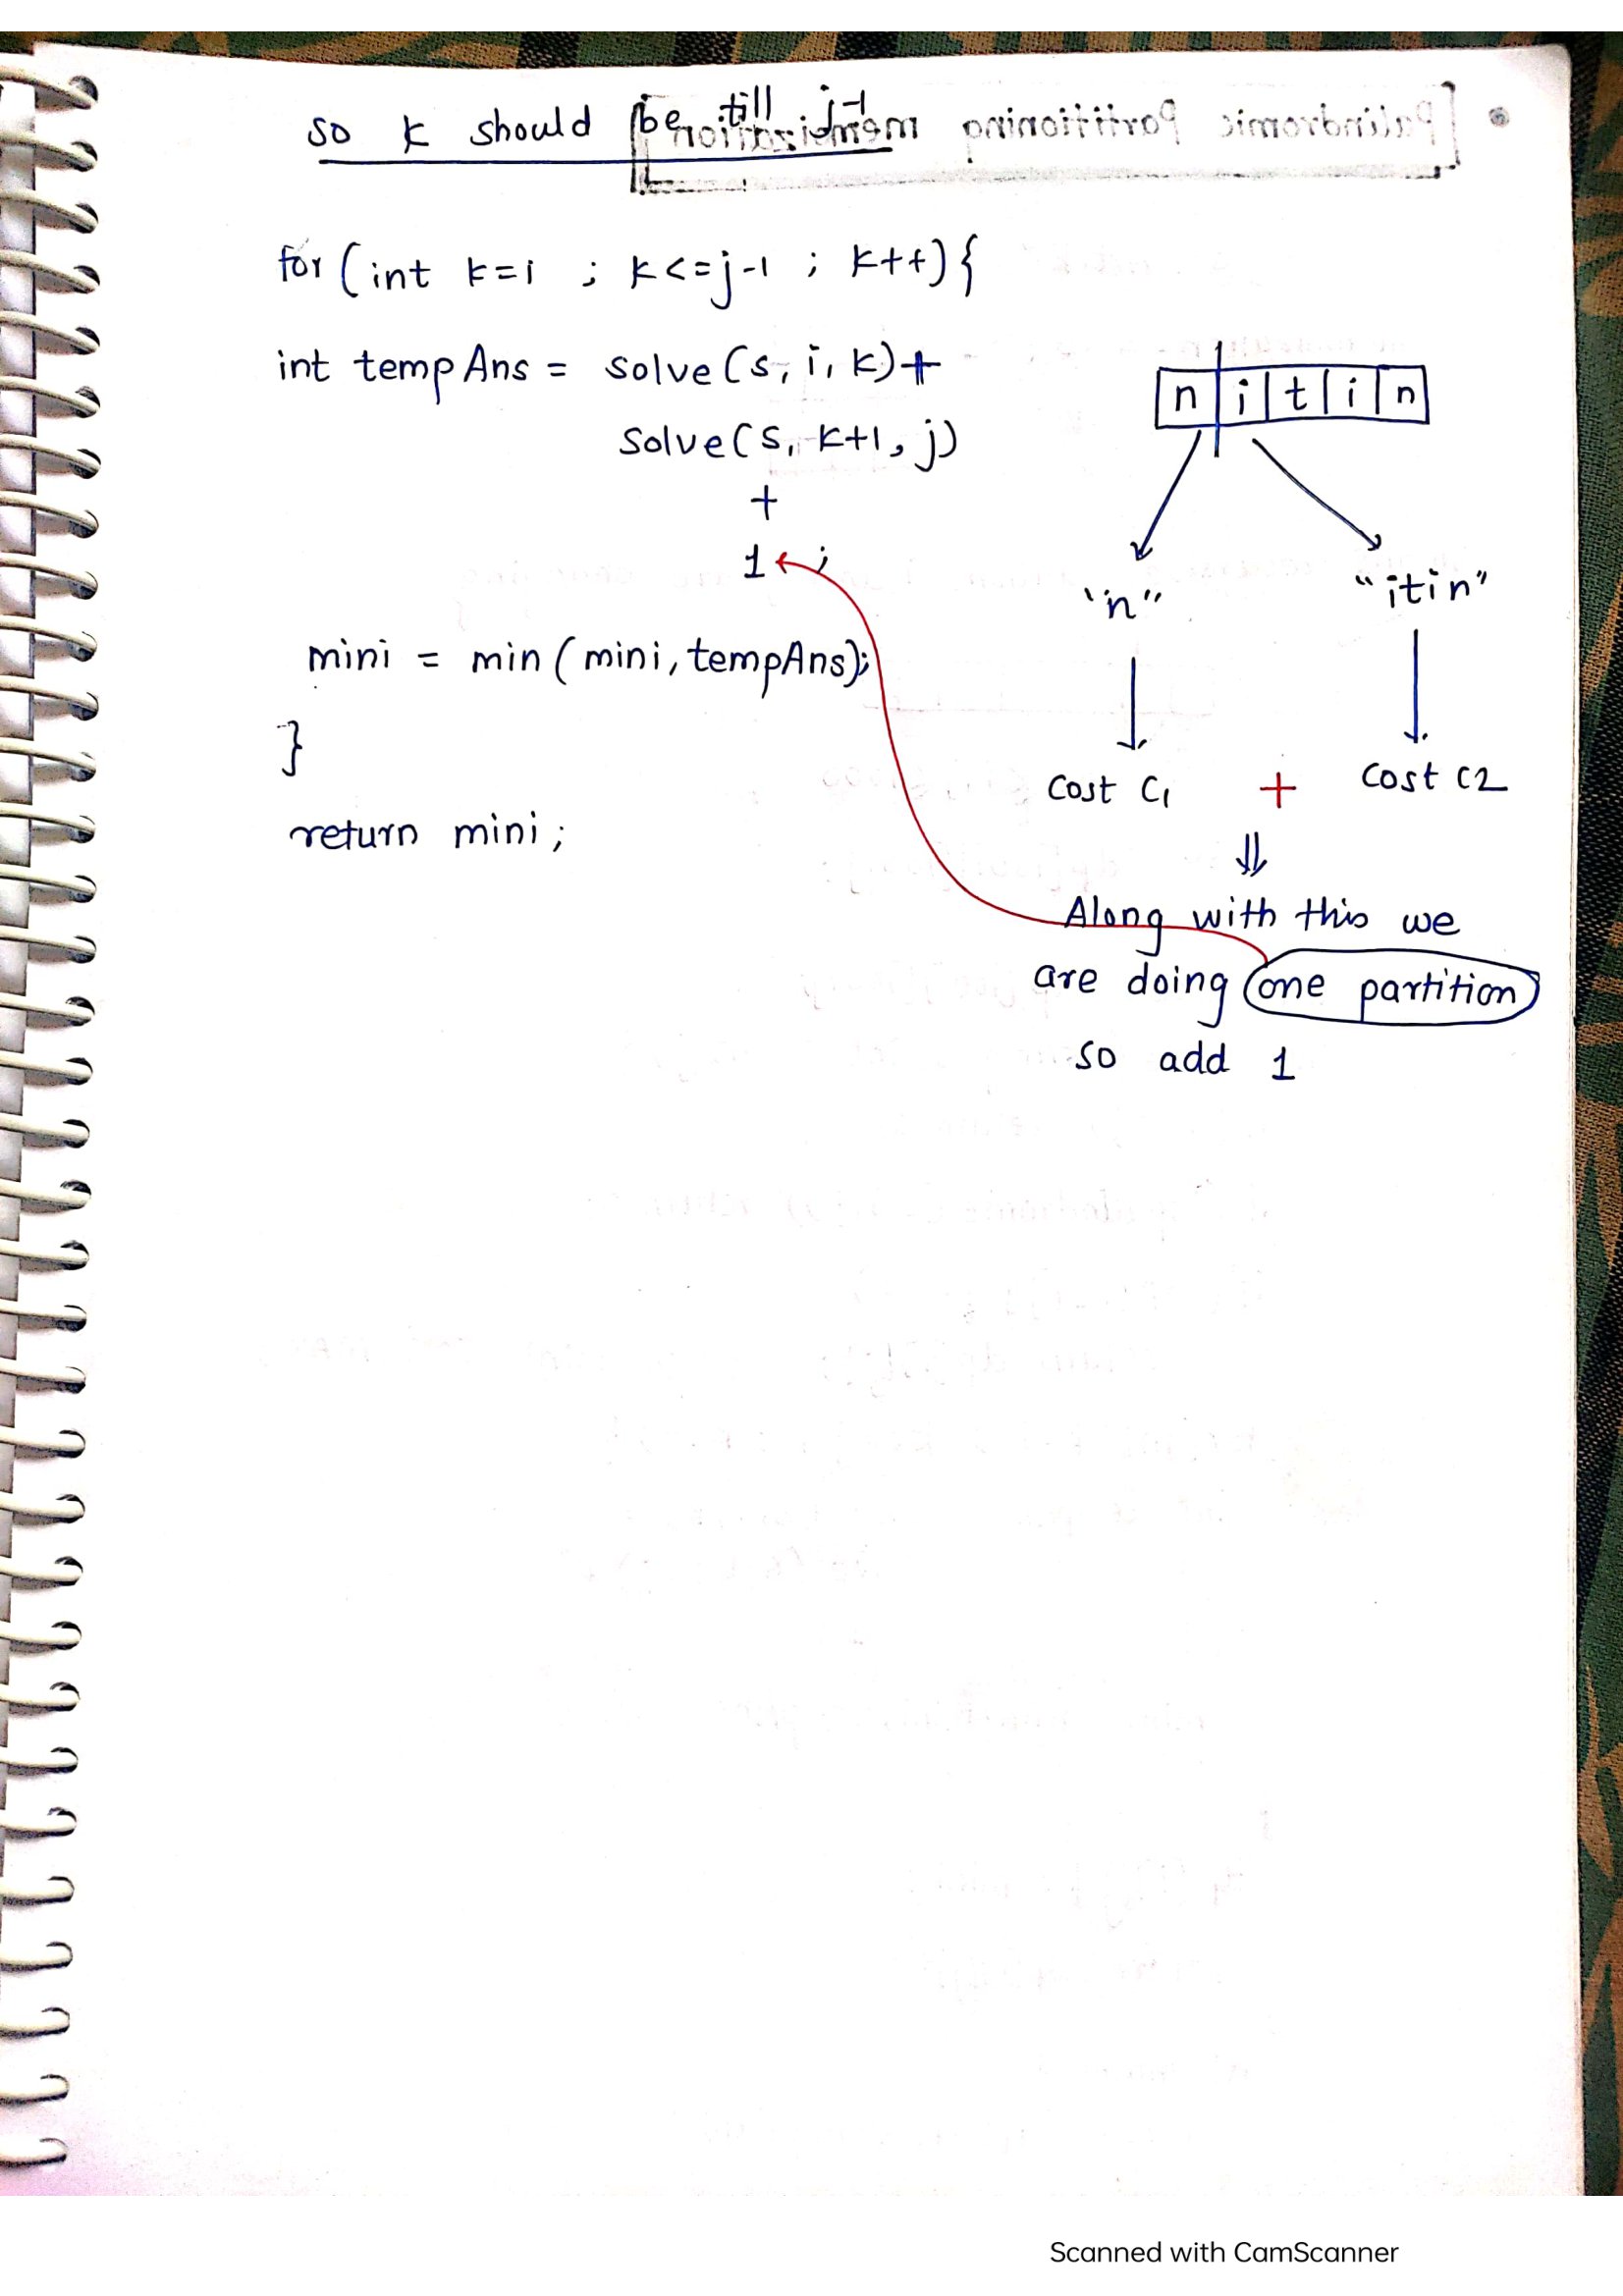 so k should be till j-1
for (int k=i ; k<=j-1 ; k++) {
int tempAns = solve(s, i, k)+
solve(s, k+1, j)
+
1 ;
mini = min(mini, tempAns);
}
return mini;
n i t i n
"n" "itin"
Cost C1 + Cost C2
⇓
Along with this we
are doing one partition
so add 1
Scanned with CamScanner